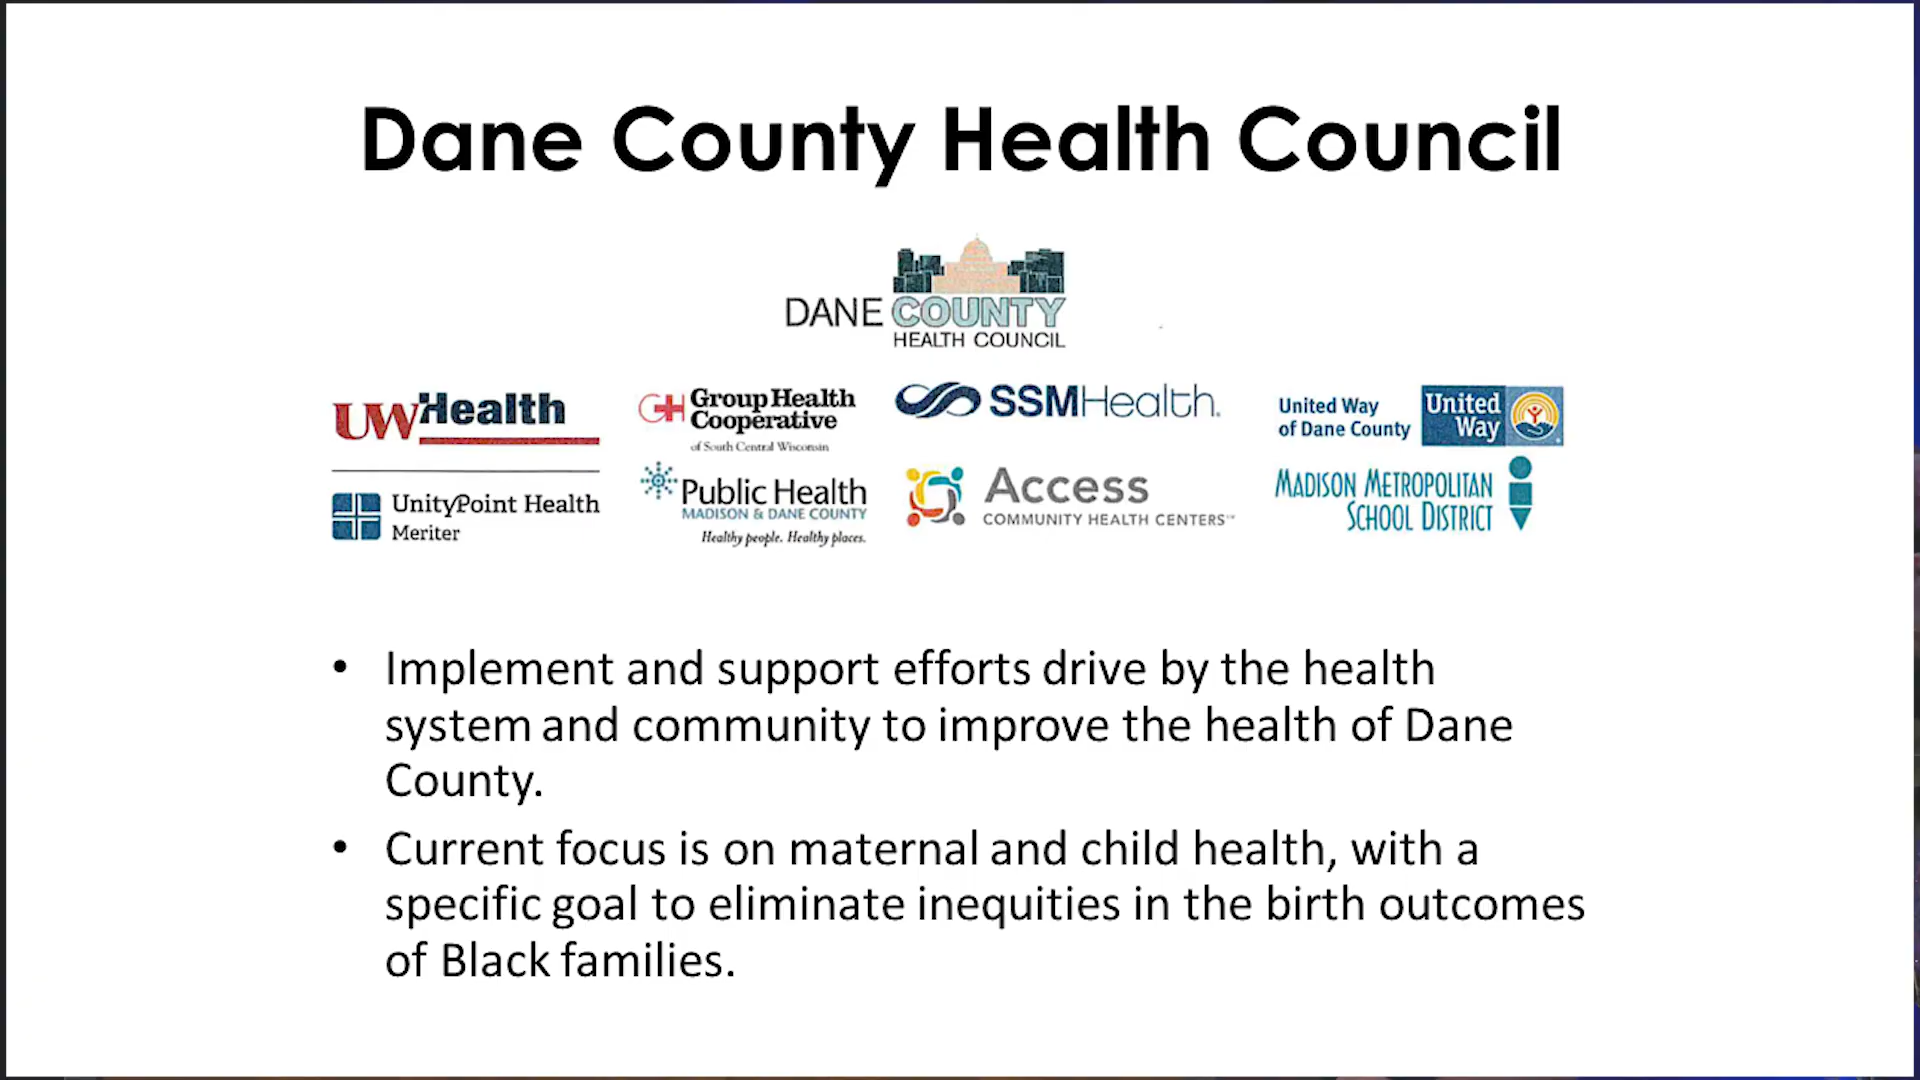 Dane County Health Council
DANE COUNTY
HEALTH COUNCIL
UWHealth
Group Health
Cooperative
of South Central Wisconsin
SSMHealth.
United Way
of Dane County
United
Way
UnityPoint Health
Meriter
Public Health
MADISON & DANE COUNTY
Healthy people. Healthy places.
Access
COMMUNITY HEALTH CENTERS™
MADISON METROPOLITAN
SCHOOL DISTRICT
• Implement and support efforts drive by the health
system and community to improve the health of Dane
County.
• Current focus is on maternal and child health, with a
specific goal to eliminate inequities in the birth outcomes
of Black families.